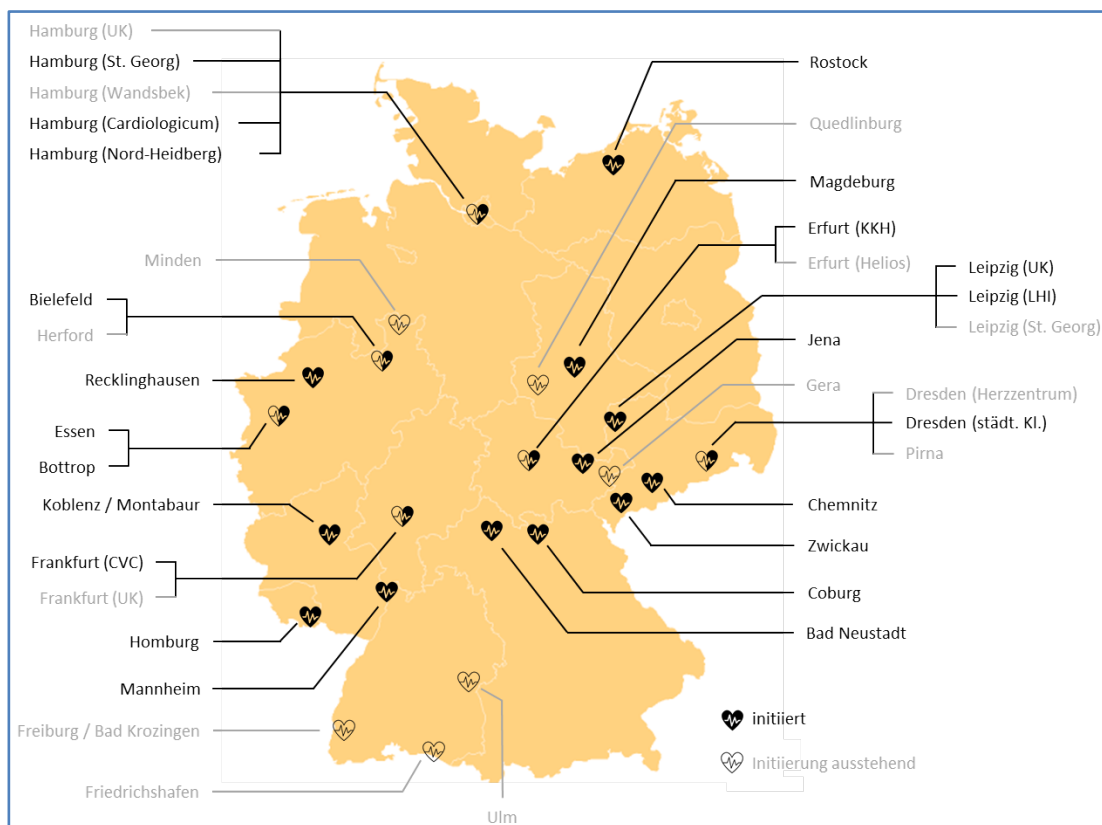 Hamburg (UK)
Hamburg (St. Georg)
Hamburg (Wandsbek)
Hamburg (Cardiologicum)
Hamburg (Nord-Heidberg)
Minden
Bielefeld
Herford
Recklinghausen
Essen
Bottrop
Koblenz / Montabaur
Frankfurt (CVC)
Frankfurt (UK)
Homburg
Mannheim
Freiburg / Bad Krozingen
Friedrichshafen
Ulm
Rostock
Quedlinburg
Magdeburg
Erfurt (KKH)
Erfurt (Helios)
Leipzig (UK)
Leipzig (LHI)
Leipzig (St. Georg)
Jena
Gera
Dresden (Herzzentrum)
Dresden (städt. Kl.)
Pirna
Chemnitz
Zwickau
Coburg
Bad Neustadt
initiiert
Initiierung ausstehend